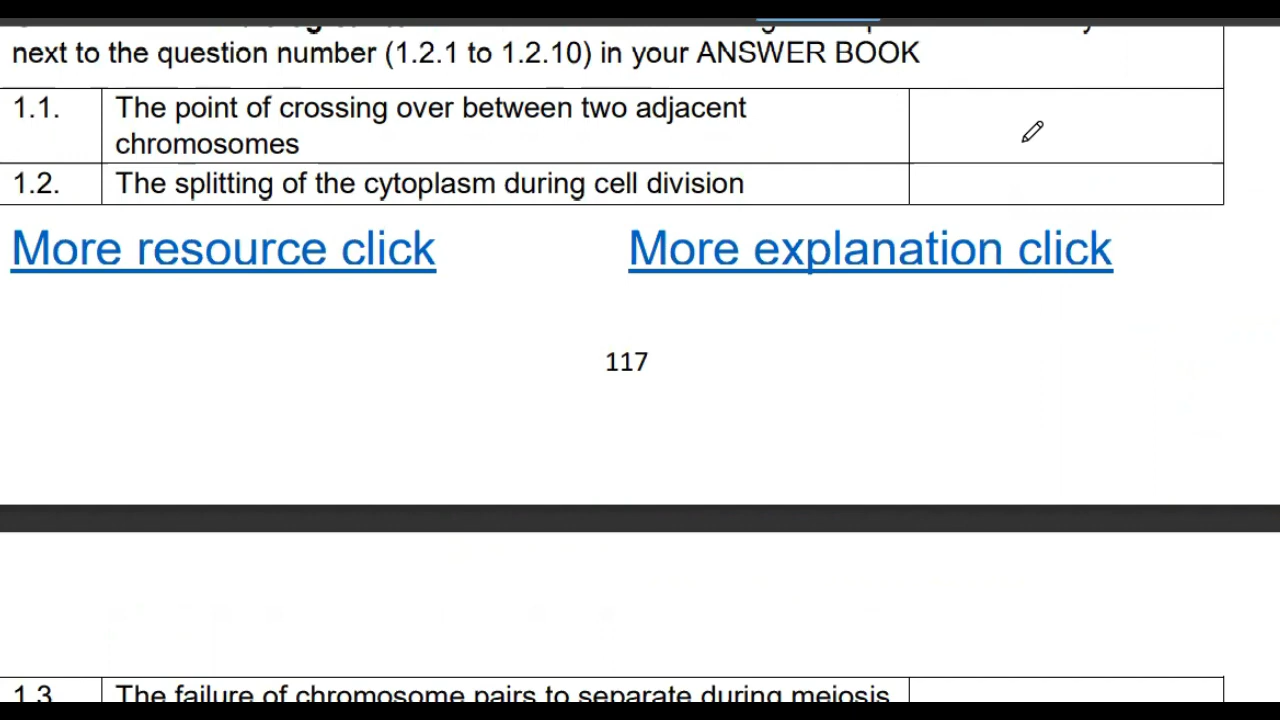 next to the question number (1.2.1 to 1.2.10) in your ANSWER BOOK
1.1. The point of crossing over between two adjacent
chromosomes
1.2. The splitting of the cytoplasm during cell division
More resource click More explanation click
117
1.3 The failure of chromosome pairs to separate during meiosis